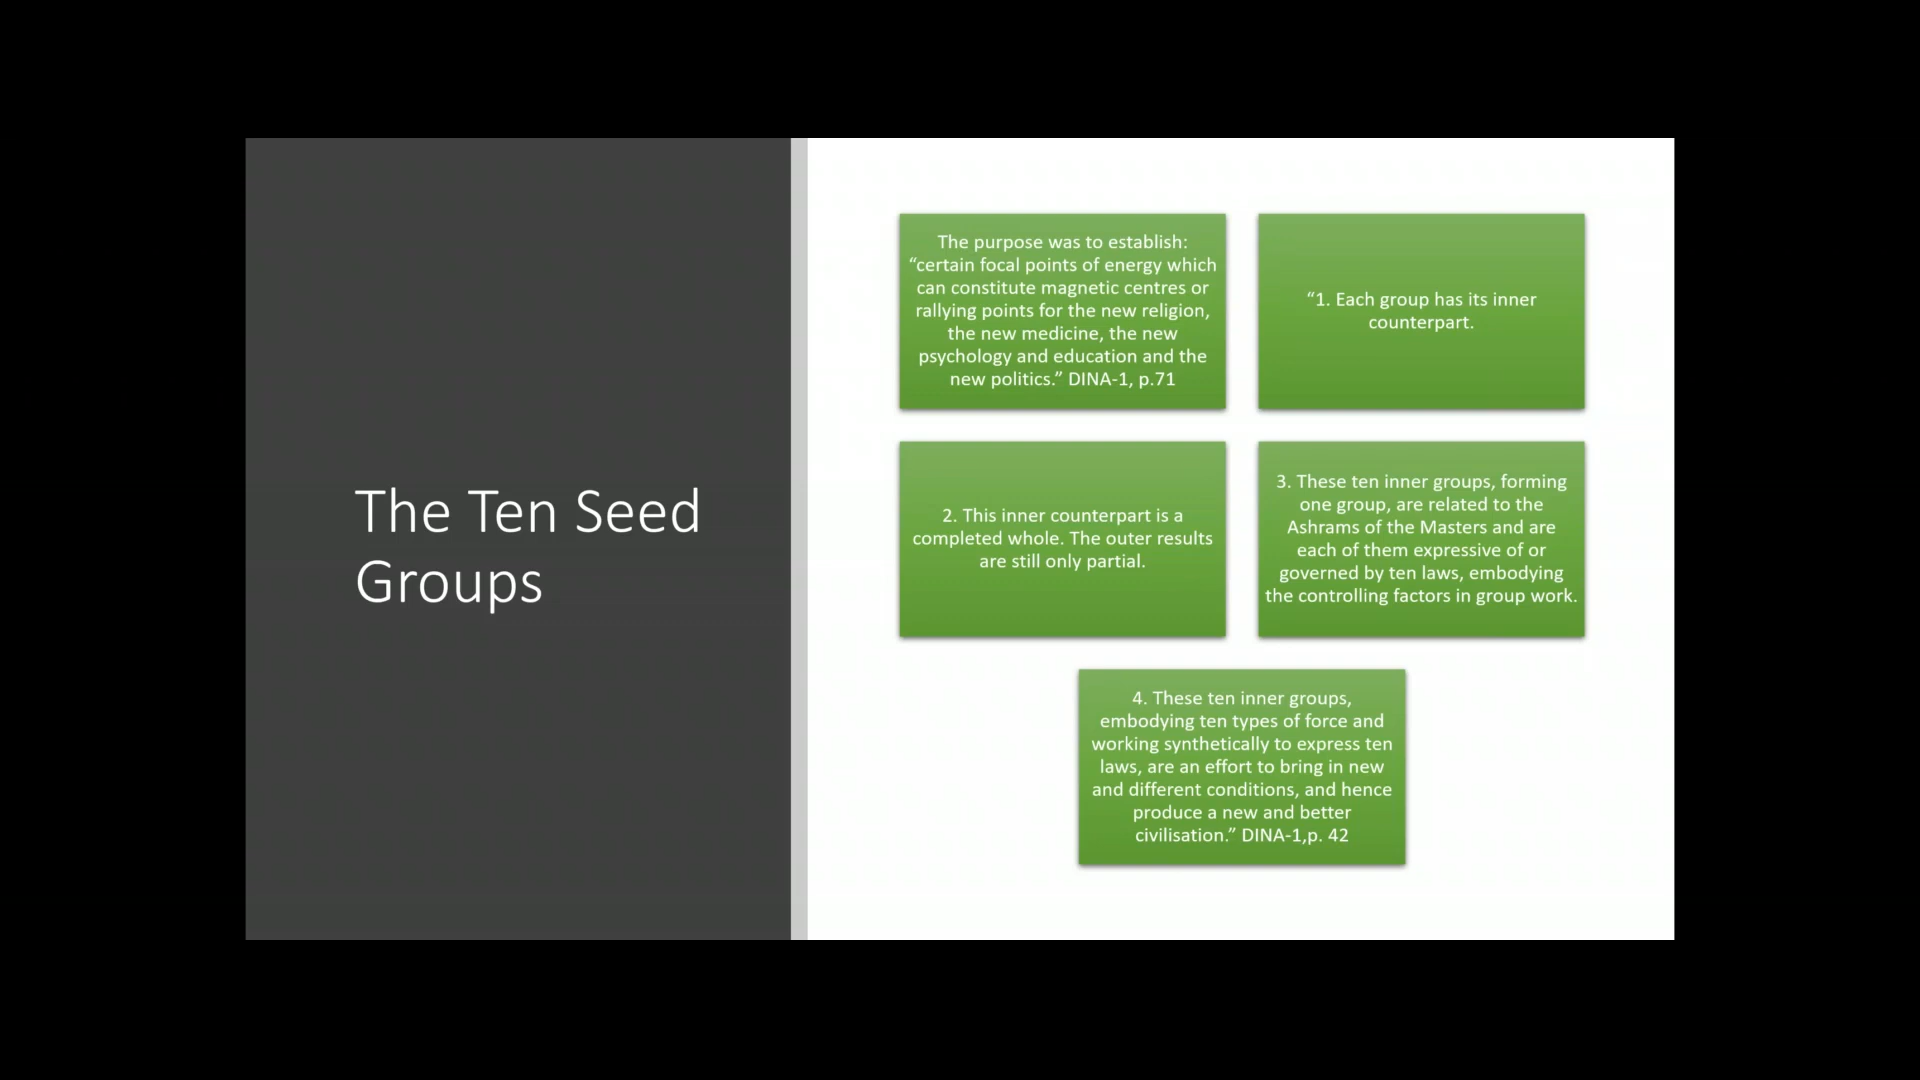 The Ten Seed
Groups
The purpose was to establish:
“certain focal points of energy which
can constitute magnetic centres or
rallying points for the new religion,
the new medicine, the new
psychology and education and the
new politics.” DINA-1, p.71
“1. Each group has its inner
counterpart.
2. This inner counterpart is a
completed whole. The outer results
are still only partial.
3. These ten inner groups, forming
one group, are related to the
Ashrams of the Masters and are
each of them expressive of or
governed by ten laws, embodying
the controlling factors in group work.
4. These ten inner groups,
embodying ten types of force and
working synthetically to express ten
laws, are an effort to bring in new
and different conditions, and hence
produce a new and better
civilisation.” DINA-1,p. 42